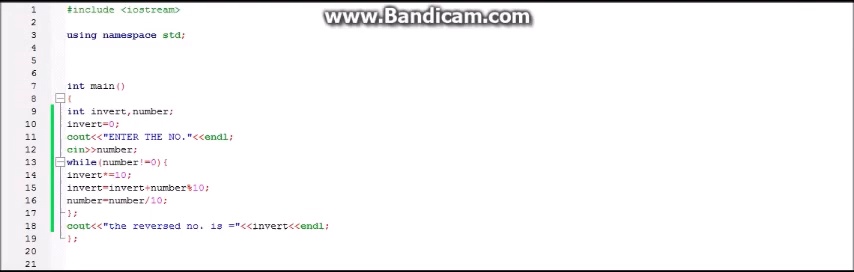 www.Bandicam.com
1 #include <iostream>
2
3 using namespace std;
4
5
6
7 int main()
8 {
9 int invert,number;
10 invert=0;
11 cout<<"ENTER THE NO."<<endl;
12 cin>>number;
13 while(number!=0){
14 invert*=10;
15 invert=invert+number%10;
16 number=number/10;
17 };
18 cout<<"the reversed no. is ="<<invert<<endl;
19 };
20
21